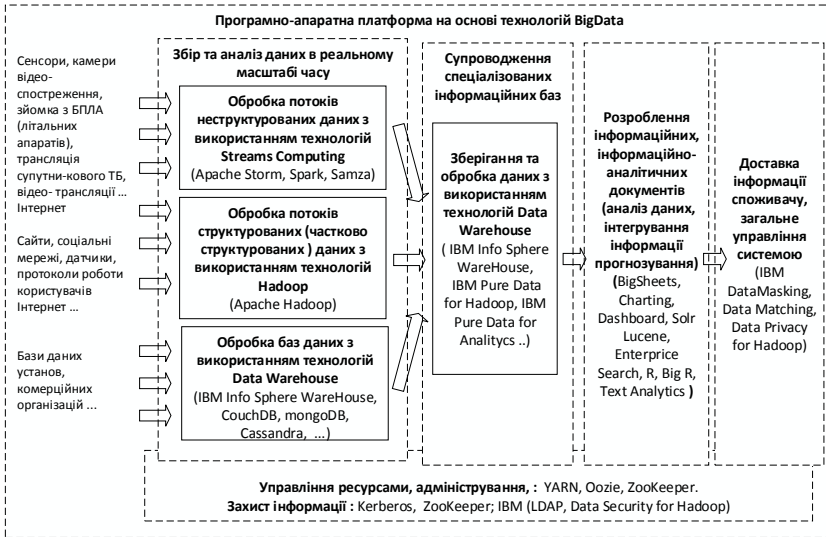 Програмно-апаратна платформа на основі технологій BigData
Сенсори, камери
відео-
спостреження,
зйомка з БПЛА
(літальних
апаратів),
трансляція
супутни-кового ТБ,
відео- трансляції ...
Інтернет
Сайти, соціальні
мережі, датчики,
протоколи роботи
користувачів
Інтернет ...
Бази даних
установ,
комерційних
організацій ...
Збір та аналіз даних в реальному
масштабі часу
Обробка потоків
неструктурованих даних з
використанням технологій
Streams Computing
(Apache Storm, Spark, Samza)
Обробка потоків
структурованих (частково
структурованих ) даних з
використанням технологій
Hadoop
(Apache Hadoop)
Обробка баз даних з
використанням технологій
Data Warehouse
(IBM Info Sphere WareHouse,
CouchDB, mongoDB,
Cassandra, ...)
Супроводження
спеціалізованих
інформаційних баз
Зберігання та
обробка даних з
використанням
технологій Data
Warehouse
( IBM Info Sphere
WareHouse,
IBM Pure Data
for Hadoop, IBM
Pure Data for
Analitycs ..)
Розроблення
інформаційних,
інформаційно-
аналітичних
документів
(аналіз даних,
інтегрування
інформації
прогнозування)
(BigSheets,
Charting,
Dashboard, Solr
Lucene,
Enterprice
Search, R, Big R,
Text Analytics )
Доставка
інформації
споживачу,
загальне
управління
системою
(IBM
DataMasking,
Data Matching,
Data Privacy
for Hadoop)
Управління ресурсами, адміністрування, : YARN, Oozie, ZooKeeper.
Захист інформації : Kerberos, ZooKeeper; IBM (LDAP, Data Security for Hadoop)